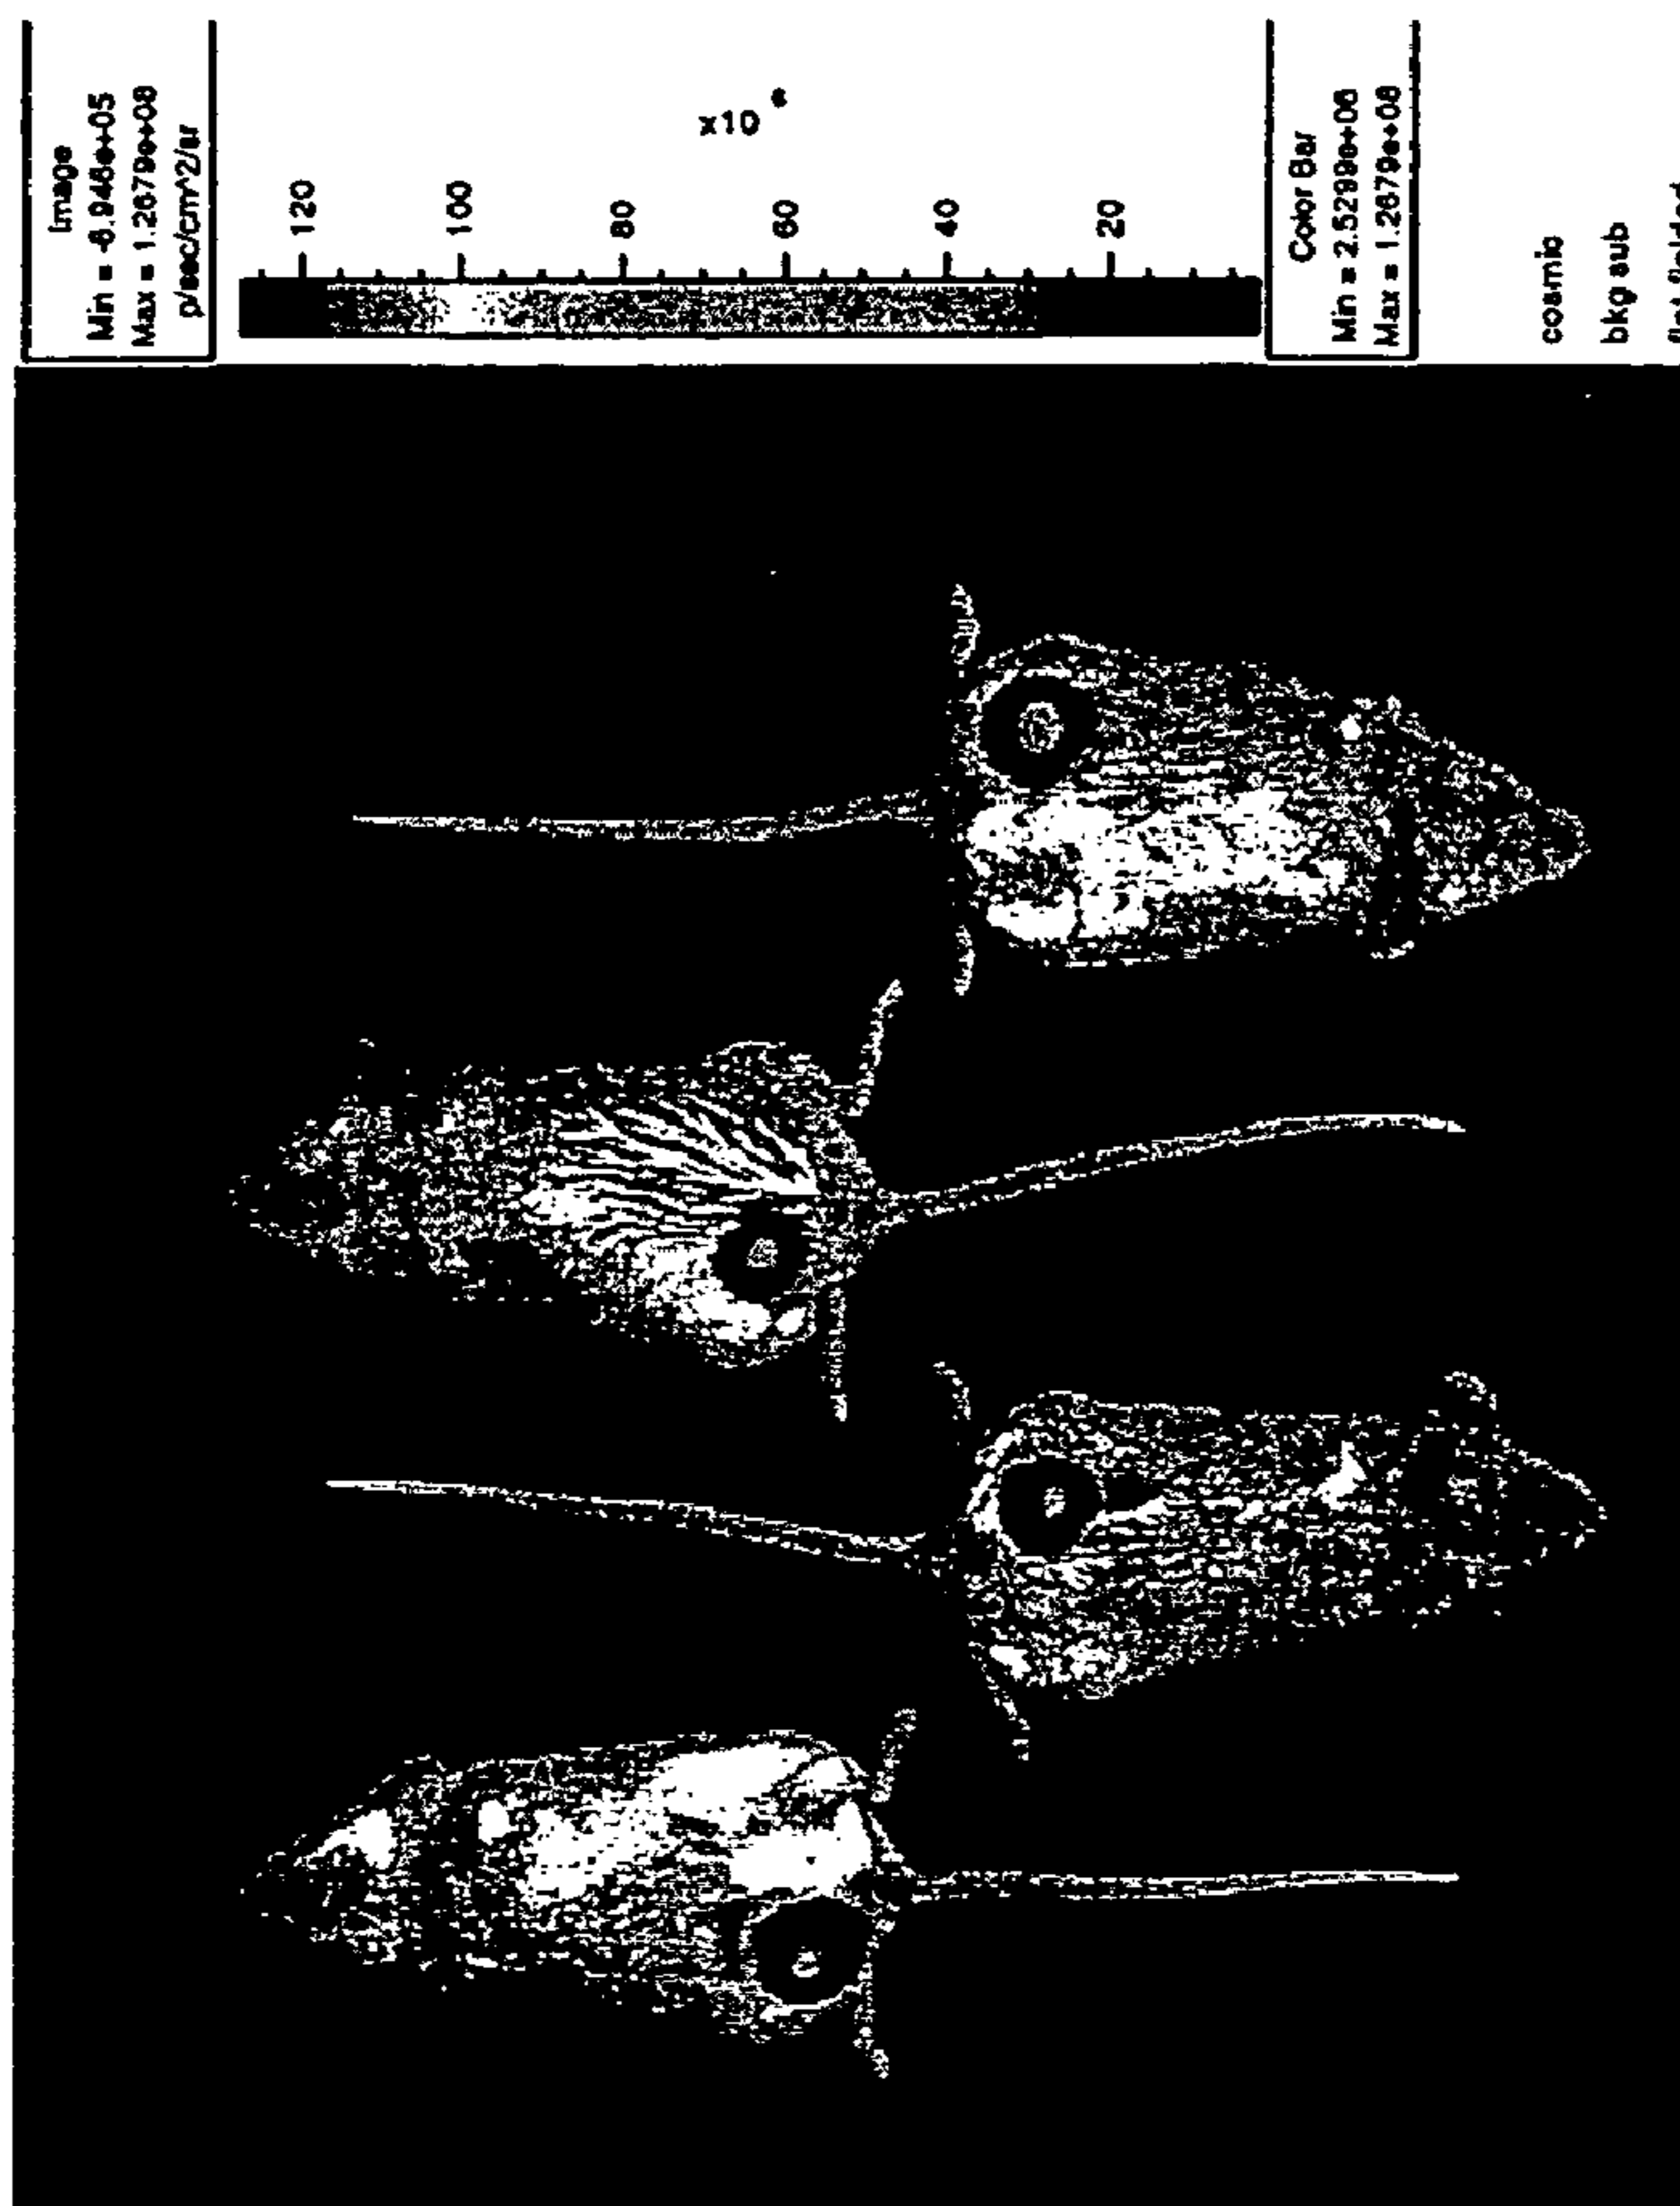 Image
Min = -6.948e+05
Max = 1.2679e+08
p/sec/cm^2/sr
120
100
80
x10
60
40
20
Color Bar
Min = 2.5299e+06
Max = 1.2679e+08
cosmic
bkg sub